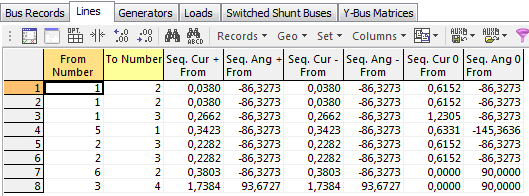 Bus Records Lines Generators Loads Switched Shunt Buses Y-Bus Matrices
Records Geo Set Columns
From Number To Number Seq. Cur + From Seq. Ang + From Seq. Cur - From Seq. Ang - From Seq. Cur 0 From Seq. Ang 0 From
1 1 2 0,0380 -86,3273 0,0380 -86,3273 0,6152 -86,3273
2 1 2 0,0380 -86,3273 0,0380 -86,3273 0,6152 -86,3273
3 1 3 0,2662 -86,3273 0,2662 -86,3273 1,2305 -86,3273
4 5 1 0,3423 -86,3273 0,3423 -86,3273 0,6331 -145,3636
5 2 3 0,2282 -86,3273 0,2282 -86,3273 0,6152 -86,3273
6 2 3 0,2282 -86,3273 0,2282 -86,3273 0,6152 -86,3273
7 6 2 0,3803 -86,3273 0,3803 -86,3273 0,0000 90,0000
8 3 4 1,7384 93,6727 1,7384 93,6727 0,0000 90,0000